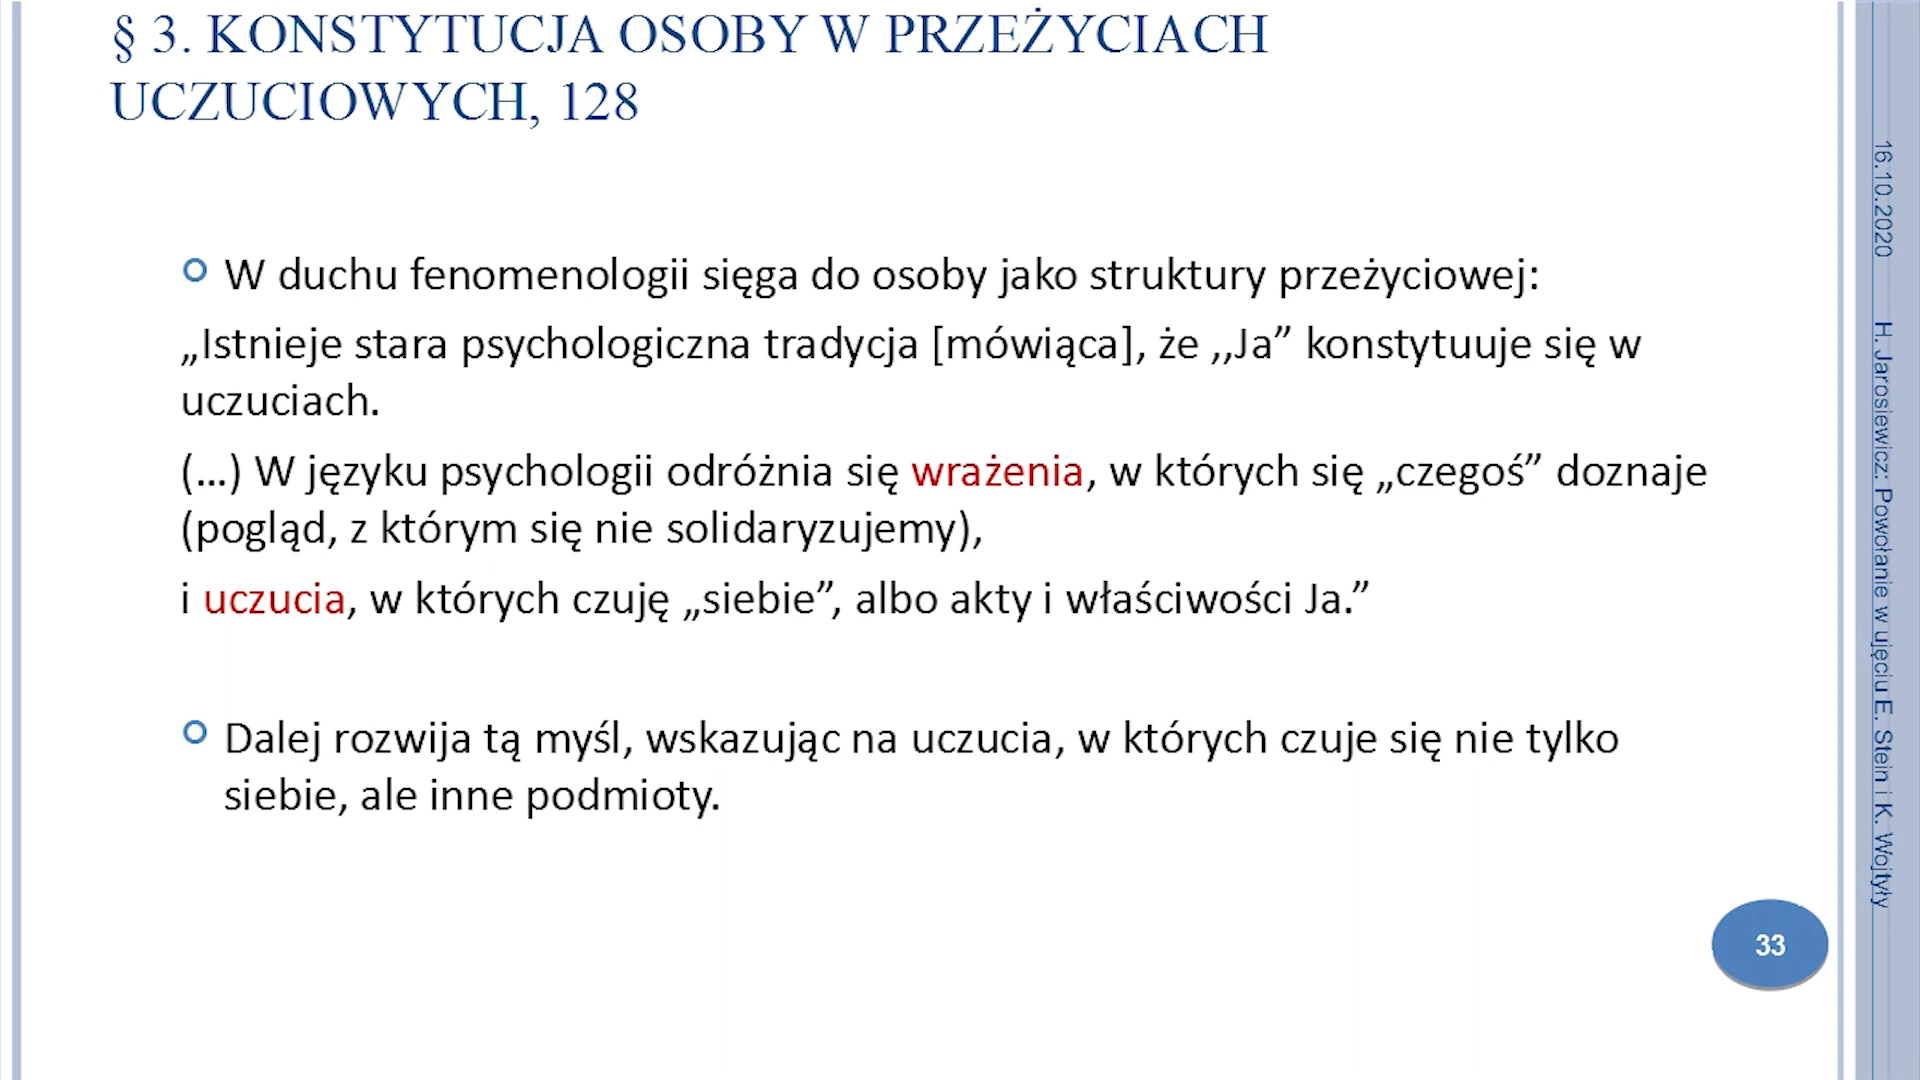 § 3. KONSTYTUCJA OSOBY W PRZEŻYCIACH
UCZUCIOWYCH, 128
W duchu fenomenologii sięga do osoby jako struktury przeżyciowej:
„Istnieje stara psychologiczna tradycja [mówiąca], że ,,Ja” konstytuuje się w
uczuciach.
(…) W języku psychologii odróżnia się wrażenia, w których się „czegoś” doznaje
(pogląd, z którym się nie solidaryzujemy),
i uczucia, w których czuję „siebie”, albo akty i właściwości Ja.”
Dalej rozwija tą myśl, wskazując na uczucia, w których czuje się nie tylko
siebie, ale inne podmioty.
16.10.2020
H. Jarosiewicz: Powołanie w ujęciu E. Stein i K. Wojtyły
33